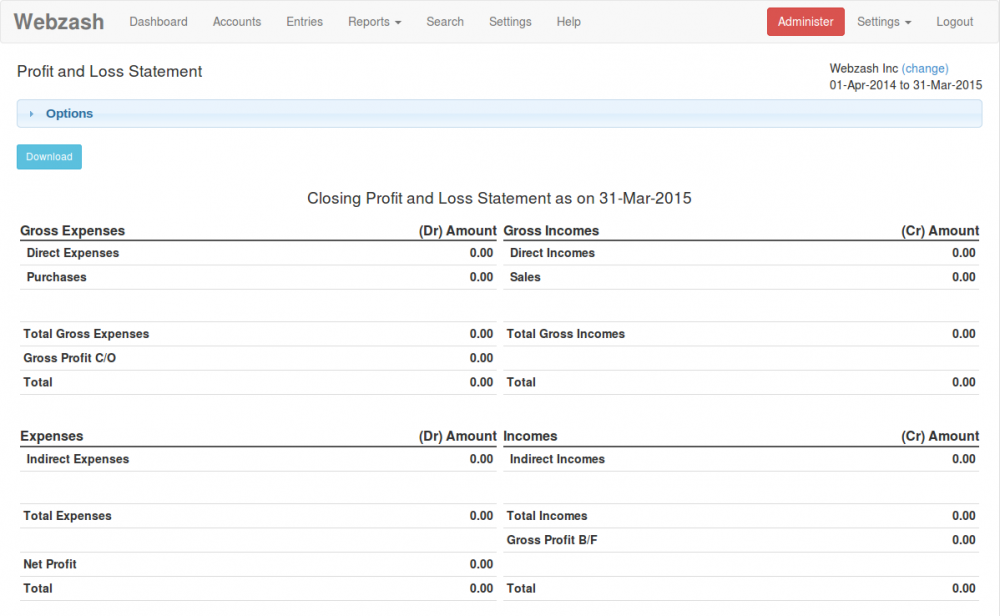 Webzash Dashboard Accounts Entries Reports Search Settings Help Administer Settings Logout
Profit and Loss Statement
Webzash Inc (change)
01-Apr-2014 to 31-Mar-2015
Options
Download
Closing Profit and Loss Statement as on 31-Mar-2015
Gross Expenses (Dr) Amount Gross Incomes (Cr) Amount
Direct Expenses 0.00 Direct Incomes 0.00
Purchases 0.00 Sales 0.00
Total Gross Expenses 0.00 Total Gross Incomes 0.00
Gross Profit C/O 0.00
Total 0.00 Total 0.00
Expenses (Dr) Amount Incomes (Cr) Amount
Indirect Expenses 0.00 Indirect Incomes 0.00
Total Expenses 0.00 Total Incomes 0.00
Gross Profit B/F 0.00
Net Profit 0.00
Total 0.00 Total 0.00